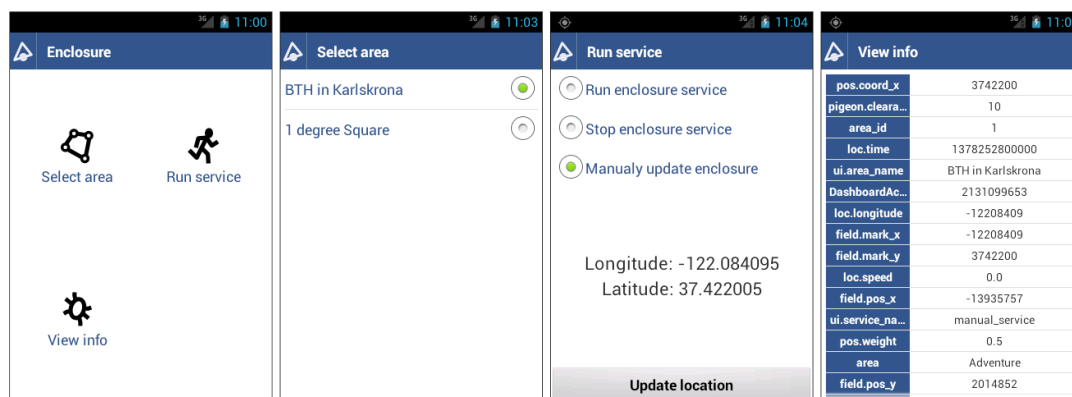 3G 11:00
Enclosure
Select area
Run service
View info
3G 11:03
Select area
BTH in Karlskrona
1 degree Square
3G 11:04
Run service
Run enclosure service
Stop enclosure service
Manualy update enclosure
Longitude: -122.084095
Latitude: 37.422005
Update location
3G 11:0
View info
pos.coord_x 3742200
pigeon.cleara... 10
area_id 1
loc.time 1378252800000
ui.area_name BTH in Karlskrona
DashboardAc... 2131099653
loc.longitude -12208409
field.mark_x -12208409
field.mark_y 3742200
loc.speed 0.0
field.pos_x -13935757
ui.service_na... manual_service
pos.weight 0.5
area Adventure
field.pos_y 2014852